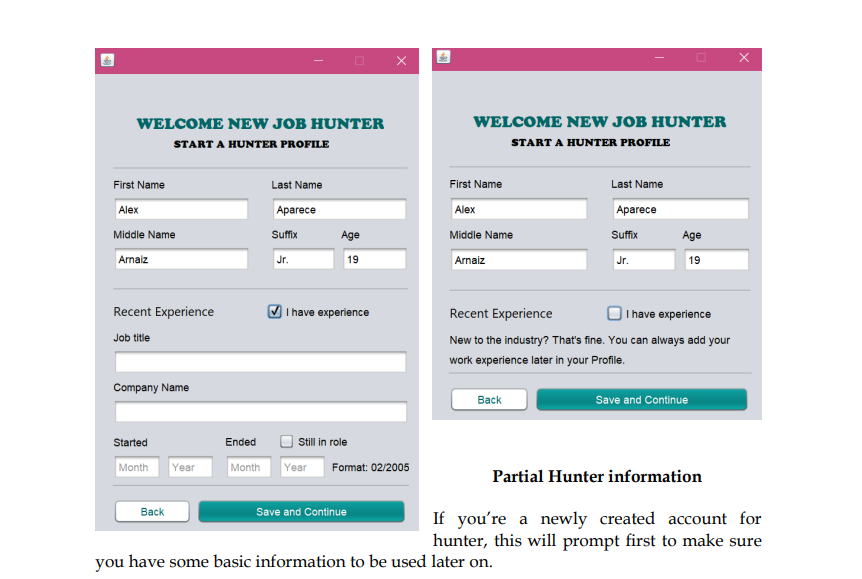 WELCOME NEW JOB HUNTER
START A HUNTER PROFILE
First Name Last Name
Alex Aparece
Middle Name Suffix Age
Arnaiz Jr. 19
Recent Experience I have experience
Job title
Company Name
Started Ended Still in role
Month Year Month Year Format: 02/2005
Back Save and Continue
WELCOME NEW JOB HUNTER
START A HUNTER PROFILE
First Name Last Name
Alex Aparece
Middle Name Suffix Age
Arnaiz Jr. 19
Recent Experience I have experience
New to the industry? That's fine. You can always add your
work experience later in your Profile.
Back Save and Continue
Partial Hunter information
If you’re a newly created account for
hunter, this will prompt first to make sure
you have some basic information to be used later on.